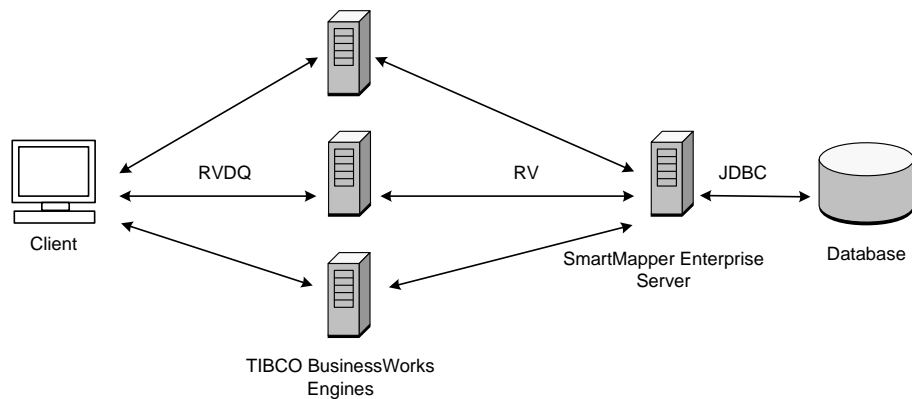 RVDQ
RV
JDBC
Client
SmartMapper Enterprise
Server
Database
TIBCO BusinessWorks
Engines